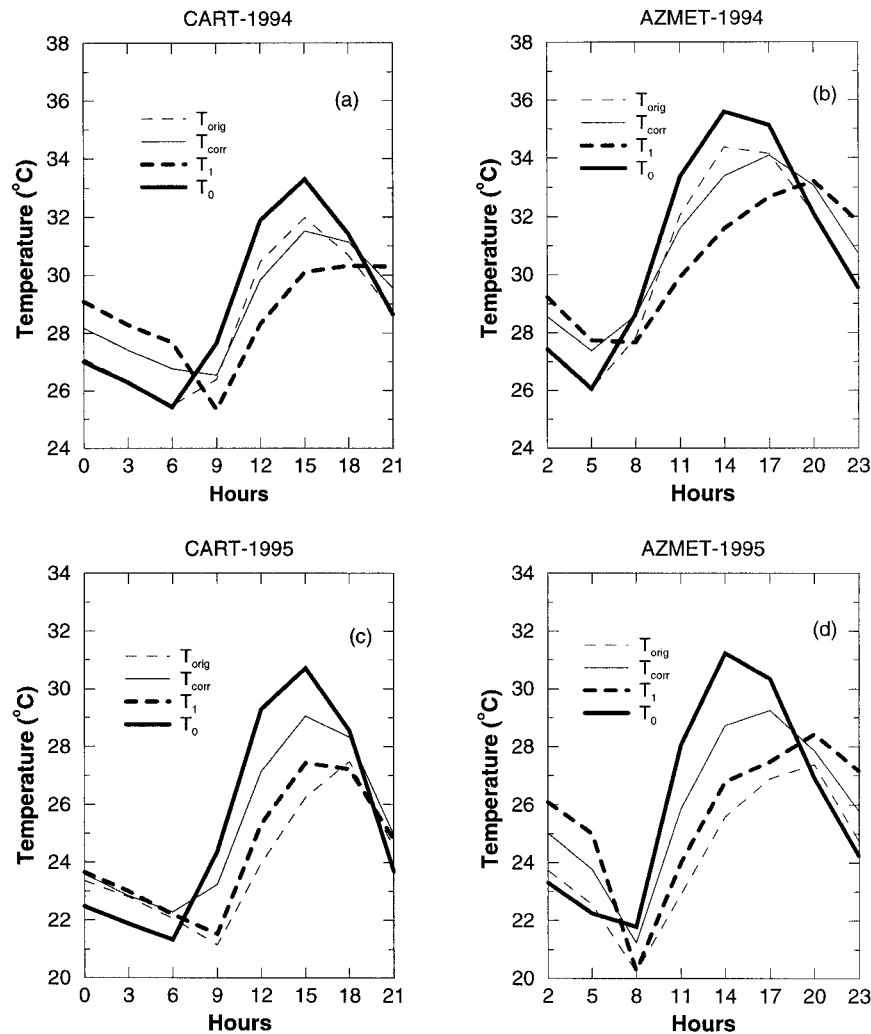 CART-1994
38
36
34
32
30
28
26
24
Temperature (°C)
(a)
T_orig
T_corr
T_1
T_0
0 3 6 9 12 15 18 21
Hours
AZMET-1994
38
36
34
32
30
28
26
24
Temperature (°C)
(b)
T_orig
T_corr
T_1
T_0
2 5 8 11 14 17 20 23
Hours
CART-1995
34
32
30
28
26
24
22
20
Temperature (°C)
(c)
T_orig
T_corr
T_1
T_0
0 3 6 9 12 15 18 21
Hours
AZMET-1995
34
32
30
28
26
24
22
20
Temperature (°C)
(d)
T_orig
T_corr
T_1
T_0
2 5 8 11 14 17 20 23
Hours